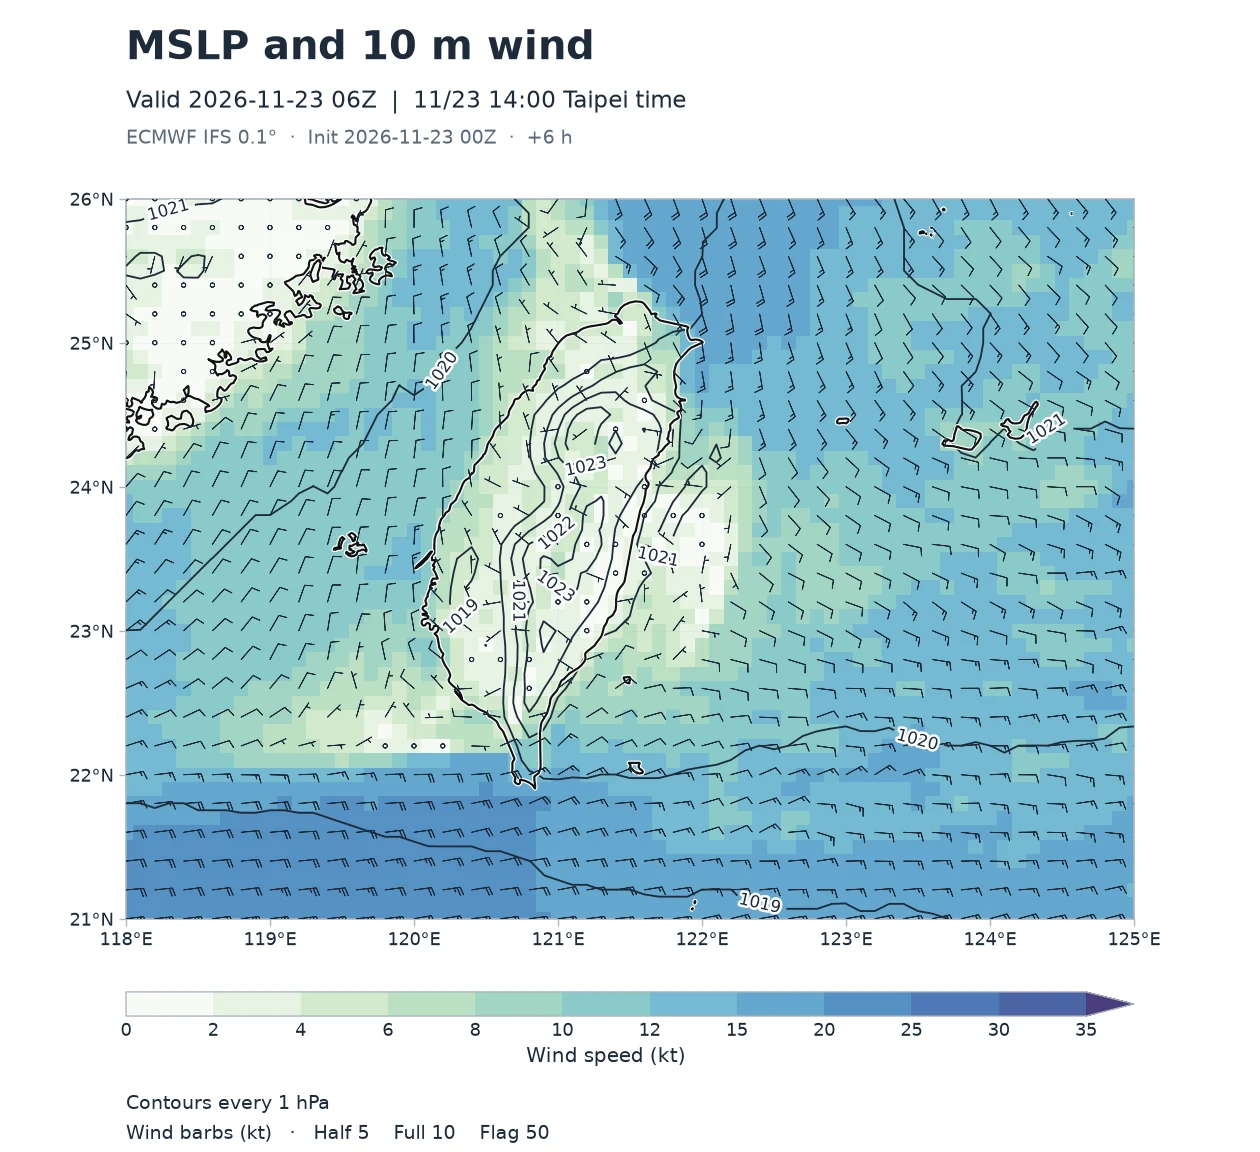 MSLP and 10 m wind
Valid 2026-11-23 06Z | 11/23 14:00 Taipei time
ECMWF IFS 0.1° · Init 2026-11-23 00Z · +6 h
26°N
1021
25°N
1020
1021
24°N
1023
1022
1021
1023
1021
1019
23°N
1020
22°N
1019
21°N
118°E 119°E 120°E 121°E 122°E 123°E 124°E 125°E
0 2 4 6 8 10 12 15 20 25 30 35
Wind speed (kt)
Contours every 1 hPa
Wind barbs (kt) · Half 5 Full 10 Flag 50